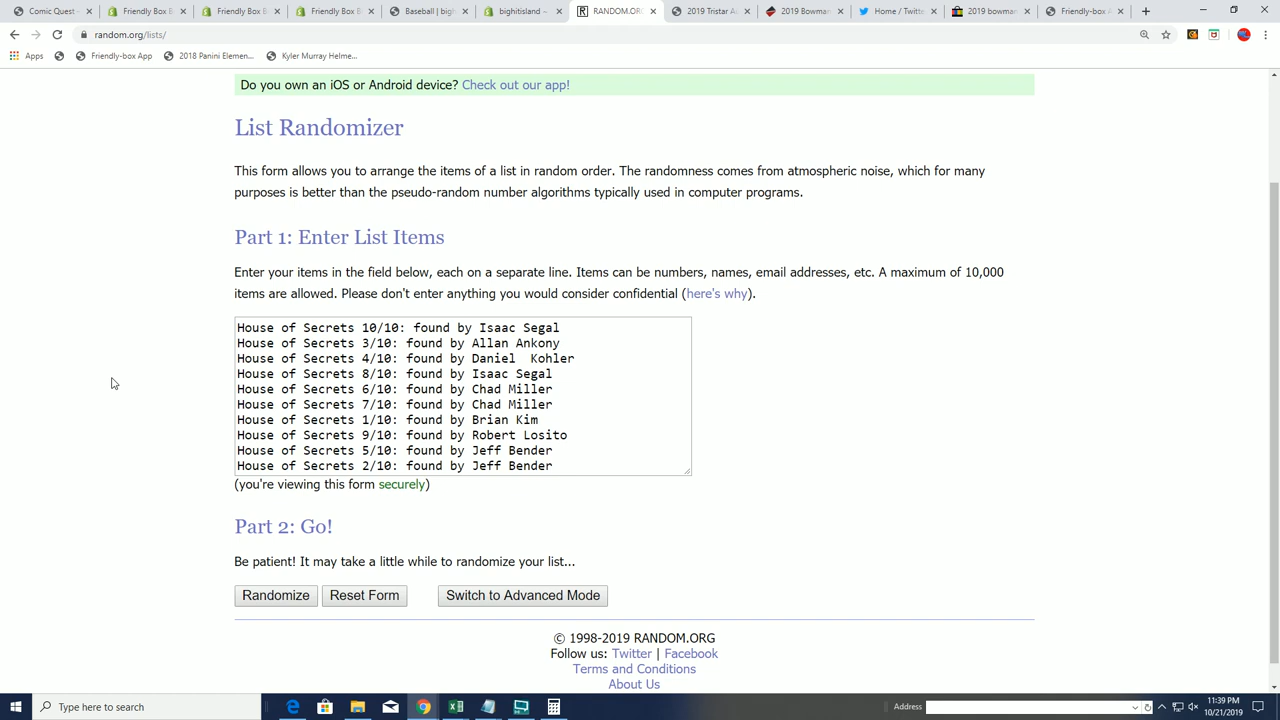 Comic Quest –
Friendly Box B
Friendly Box B
Friendly Box B
Baseball | bigh
bighitisland –
RANDOM.OR
2019 Tristar Au
2019 Bowman
Home / Twitte
2019 bowman
Friendly-box A
random.org/lists/
Apps
Friendly-box App
2018 Panini Elemen...
Kyler Murray Helme...
Do you own an iOS or Android device? Check out our app!
List Randomizer
This form allows you to arrange the items of a list in random order. The randomness comes from atmospheric noise, which for many
purposes is better than the pseudo-random number algorithms typically used in computer programs.
Part 1: Enter List Items
Enter your items in the field below, each on a separate line. Items can be numbers, names, email addresses, etc. A maximum of 10,000
items are allowed. Please don't enter anything you would consider confidential (here's why).
House of Secrets 10/10: found by Isaac Segal
House of Secrets 3/10: found by Allan Ankony
House of Secrets 4/10: found by Daniel  Kohler
House of Secrets 8/10: found by Isaac Segal
House of Secrets 6/10: found by Chad Miller
House of Secrets 7/10: found by Chad Miller
House of Secrets 1/10: found by Brian Kim
House of Secrets 9/10: found by Robert Losito
House of Secrets 5/10: found by Jeff Bender
House of Secrets 2/10: found by Jeff Bender
(you're viewing this form securely)
Part 2: Go!
Be patient! It may take a little while to randomize your list...
Randomize
Reset Form
Switch to Advanced Mode
© 1998-2019 RANDOM.ORG
Follow us: Twitter | Facebook
Terms and Conditions
About Us
Type here to search
Address
11:39 PM
10/21/2019